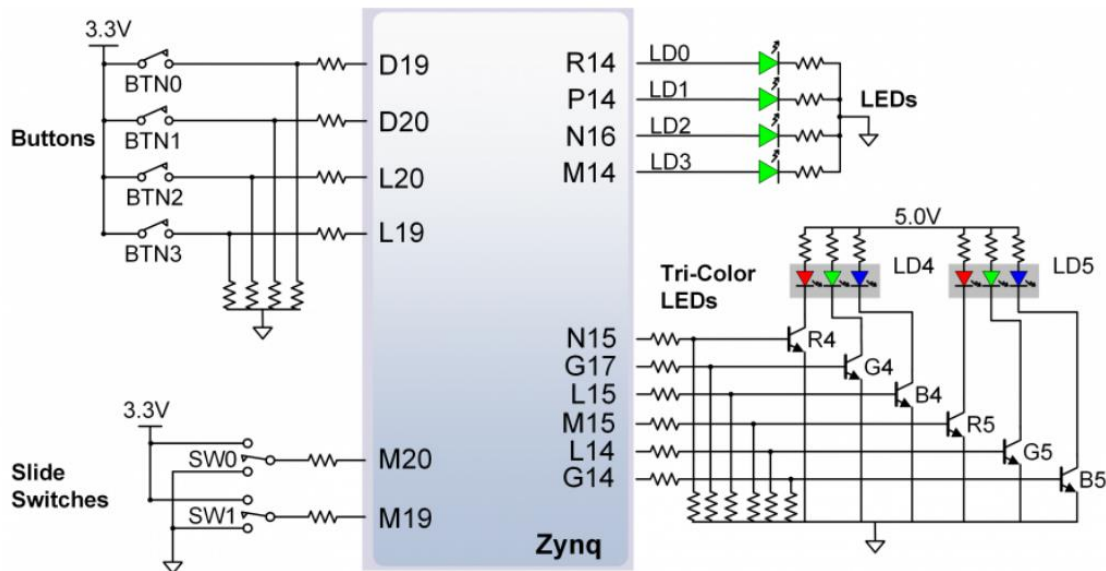 3.3V
BTN0
BTN1
BTN2
BTN3
Buttons
D19
D20
L20
L19
R14
P14
N16
M14
LD0
LD1
LD2
LD3
LEDs
5.0V
LD4
LD5
Tri-Color
LEDs
N15
G17
L15
M15
L14
G14
R4
G4
B4
R5
G5
B5
3.3V
SW0
SW1
Slide
Switches
M20
M19
Zynq